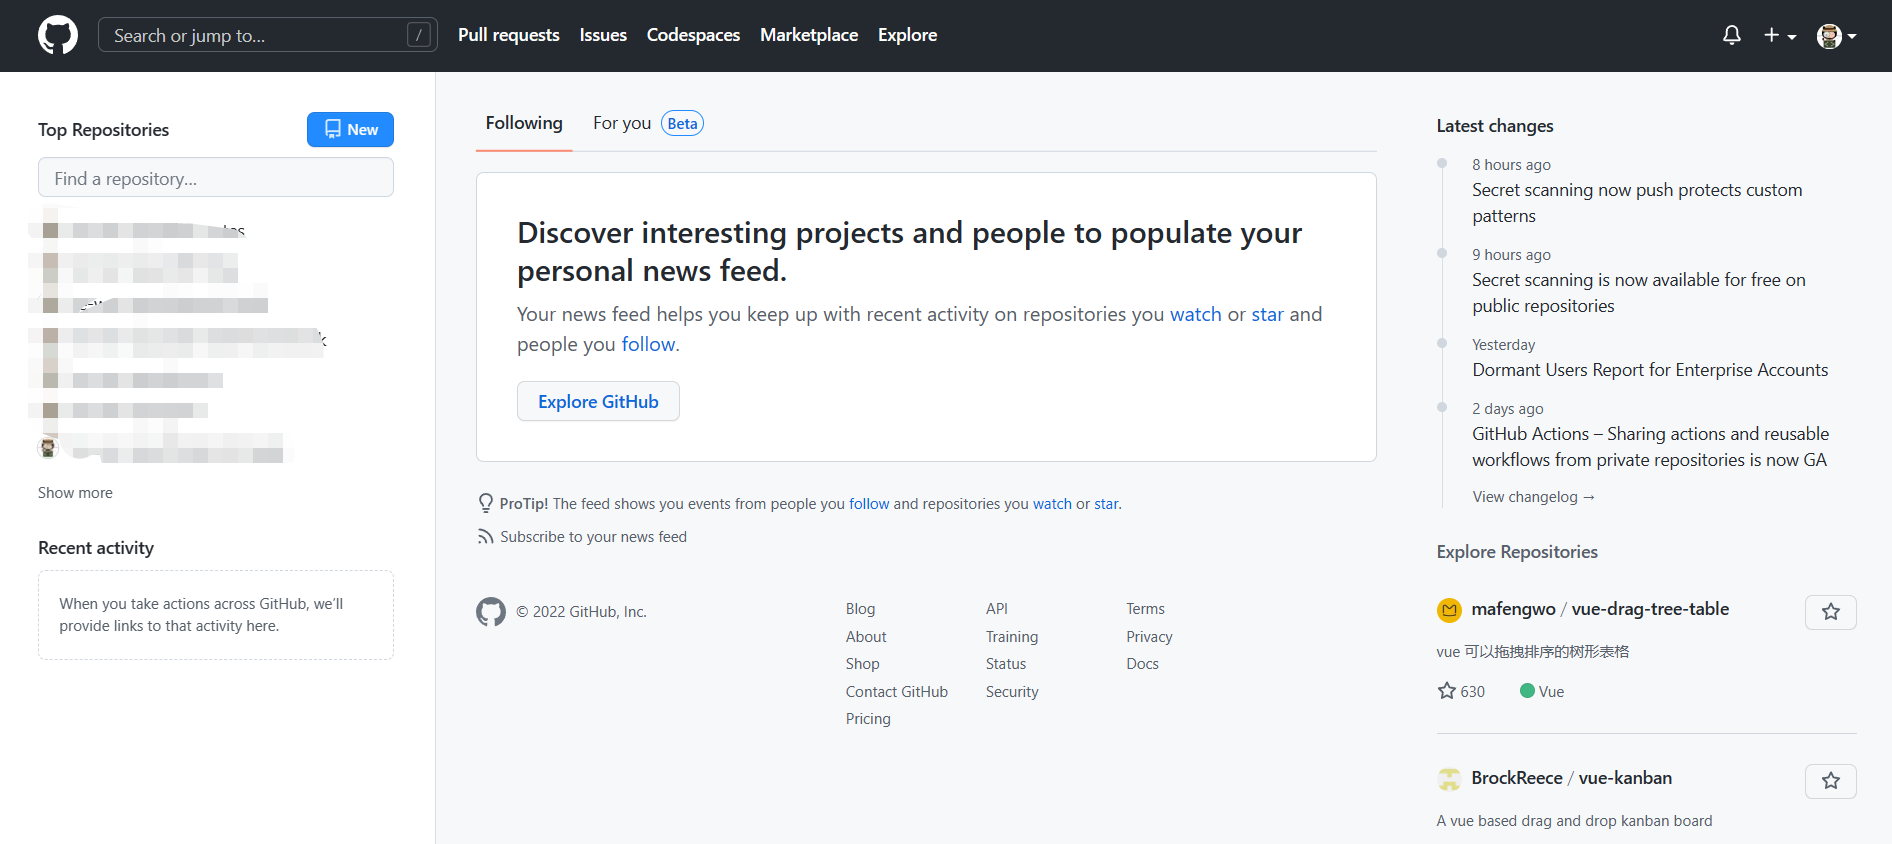 Search or jump to...
/
Pull requests
Issues
Codespaces
Marketplace
Explore
Top Repositories
New
Find a repository...
Show more
Recent activity
When you take actions across GitHub, we’ll
provide links to that activity here.
Following
For you
Beta
Discover interesting projects and people to populate your
personal news feed.
Your news feed helps you keep up with recent activity on repositories you watch or star and
people you follow.
Explore GitHub
ProTip! The feed shows you events from people you follow and repositories you watch or star.
Subscribe to your news feed
© 2022 GitHub, Inc.
Blog
About
Shop
Contact GitHub
Pricing
API
Training
Status
Security
Terms
Privacy
Docs
Latest changes
8 hours ago
Secret scanning now push protects custom
patterns
9 hours ago
Secret scanning is now available for free on
public repositories
Yesterday
Dormant Users Report for Enterprise Accounts
2 days ago
GitHub Actions – Sharing actions and reusable
workflows from private repositories is now GA
View changelog →
Explore Repositories
mafengwo / vue-drag-tree-table
vue 可以拖拽排序的树形表格
630
Vue
BrockReece / vue-kanban
A vue based drag and drop kanban board